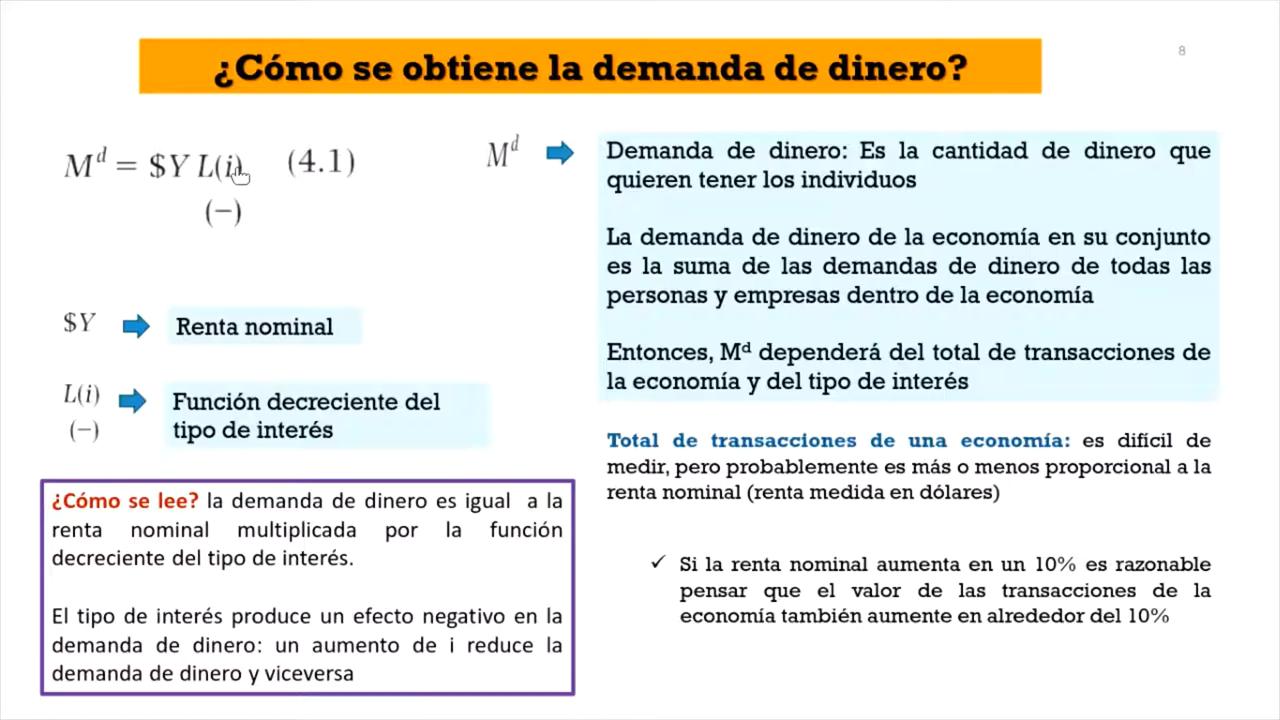 8
¿Cómo se obtiene la demanda de dinero?
Mᵈ = $Y L(i) (4.1)
(−)
Mᵈ
Demanda de dinero: Es la cantidad de dinero que
quieren tener los individuos
La demanda de dinero de la economía en su conjunto
es la suma de las demandas de dinero de todas las
personas y empresas dentro de la economía
Entonces, Mᵈ dependerá del total de transacciones de
la economía y del tipo de interés
$Y
Renta nominal
L(i)
(−)
Función decreciente del
tipo de interés
¿Cómo se lee? la demanda de dinero es igual a la
renta nominal multiplicada por la función
decreciente del tipo de interés.
El tipo de interés produce un efecto negativo en la
demanda de dinero: un aumento de i reduce la
demanda de dinero y viceversa
Total de transacciones de una economía: es difícil de
medir, pero probablemente es más o menos proporcional a la
renta nominal (renta medida en dólares)
✓ Si la renta nominal aumenta en un 10% es razonable
pensar que el valor de las transacciones de la
economía también aumente en alrededor del 10%